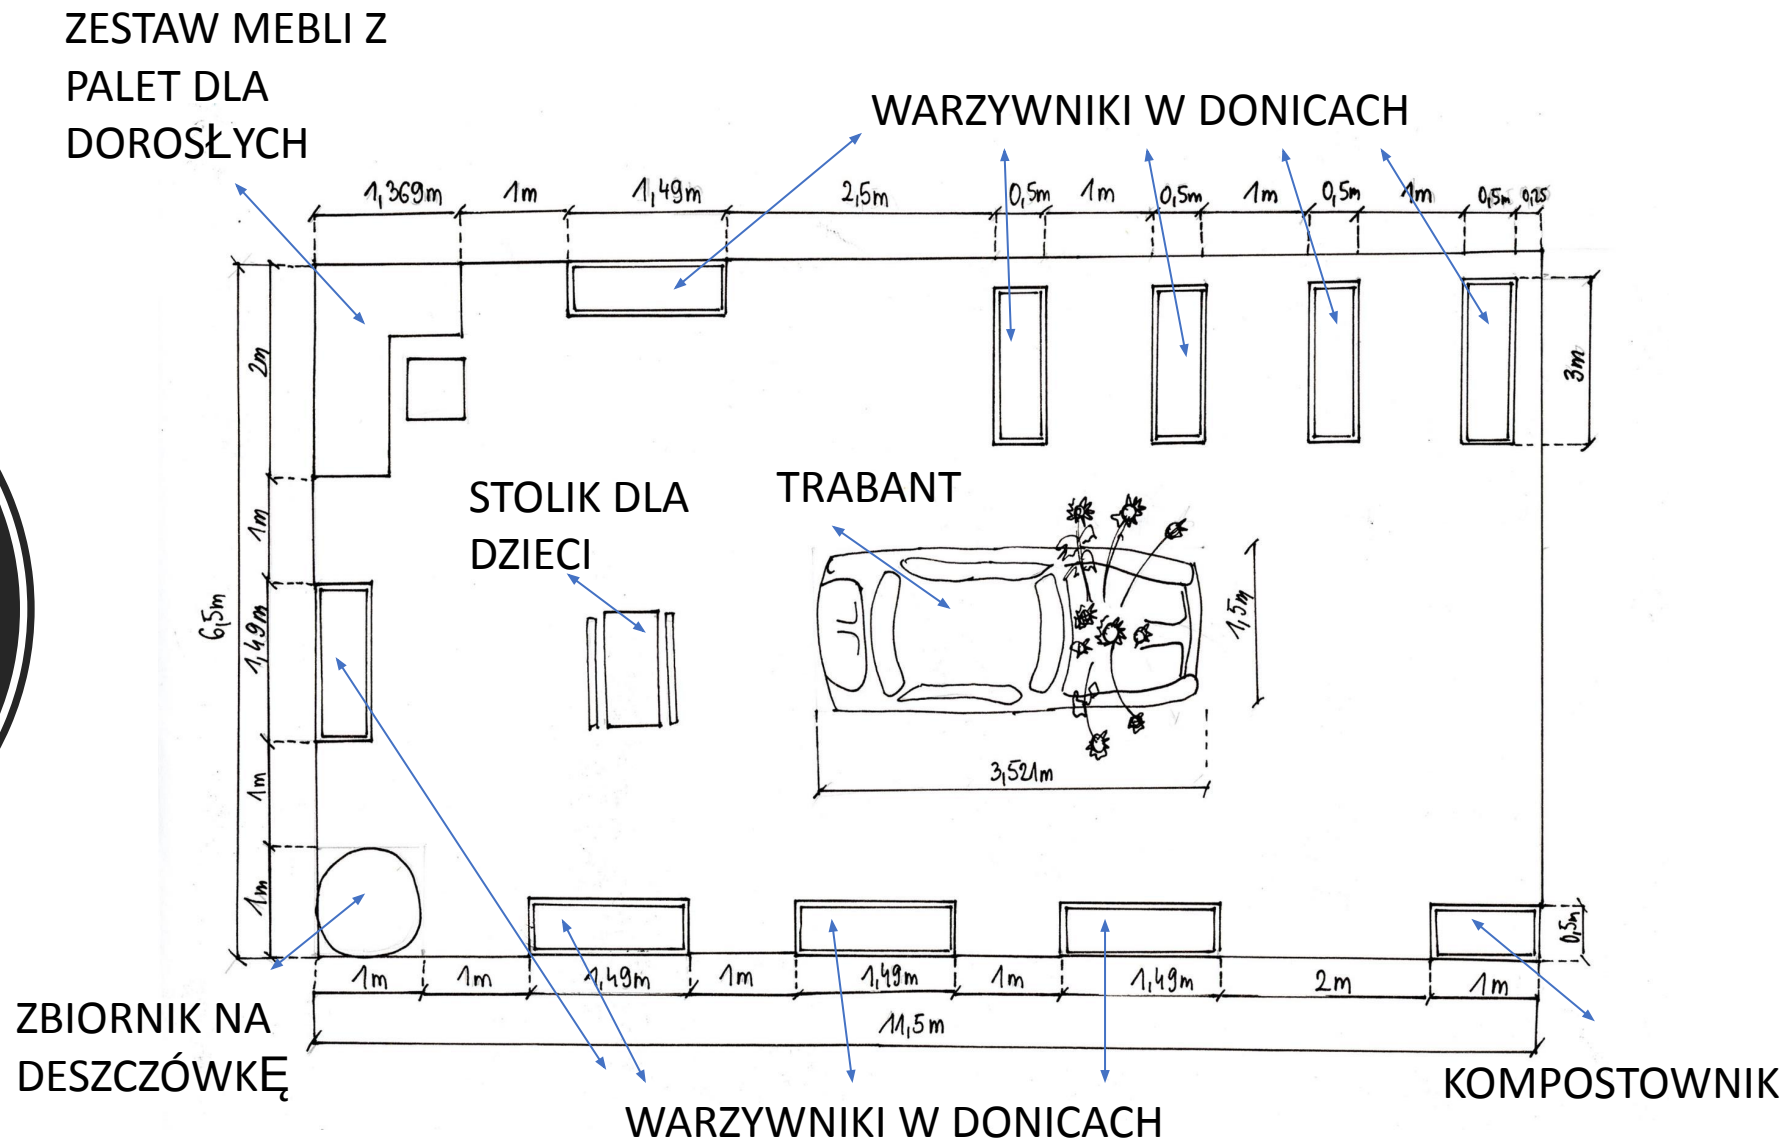 ZESTAW MEBLI Z
PALET DLA
DOROSŁYCH
WARZYWNIKI W DONICACH
1,369m 1m 1,49m 2,5m 0,5m 1m 0,5m 1m 0,5m 1m 0,5m 0,25
2m
3m
STOLIK DLA
DZIECI
TRABANT
1m
6,5m
1,49m
1,5m
1m
3,521m
1m
0,5m
1m 1m 1,49m 1m 1,49m 1m 1,49m 2m 1m
11,5m
ZBIORNIK NA
DESZCZÓWKĘ
KOMPOSTOWNIK
WARZYWNIKI W DONICACH